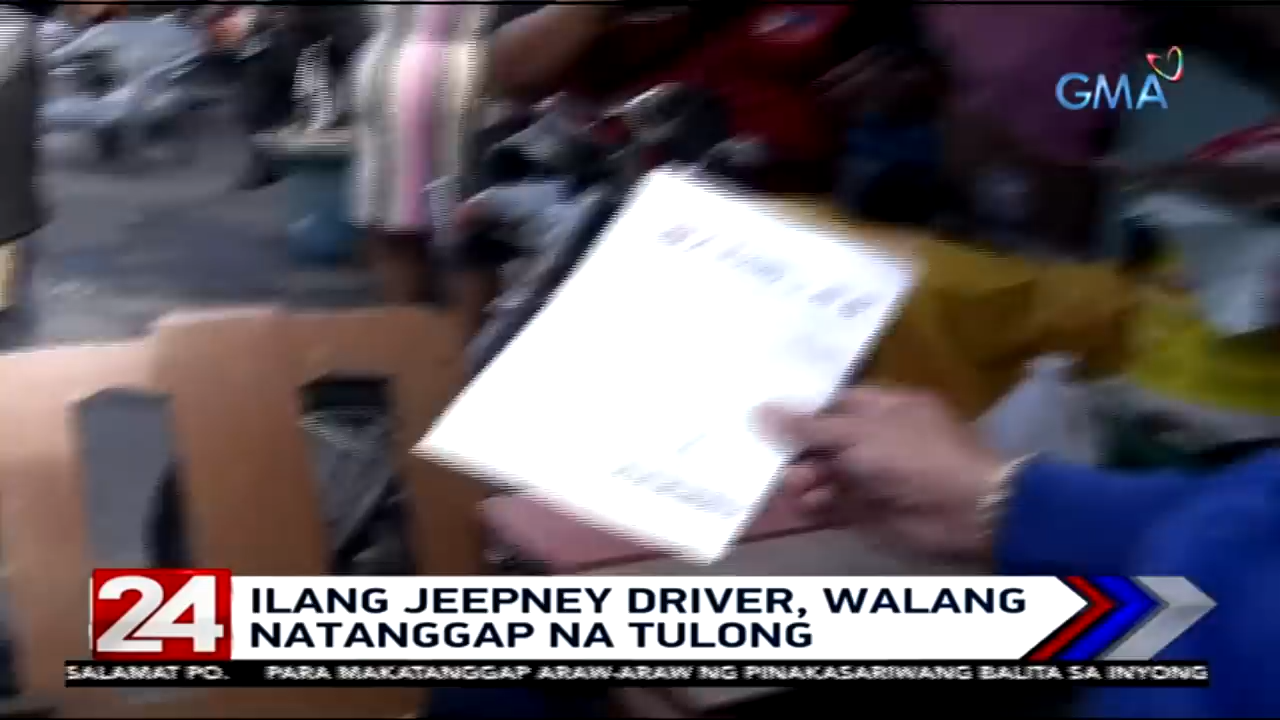 GMA
24
ILANG JEEPNEY DRIVER, WALANG
NATANGGAP NA TULONG
SALAMAT PO. PARA MAKATANGGAP ARAW-ARAW NG PINAKASARIWANG BALITA SA INYONG